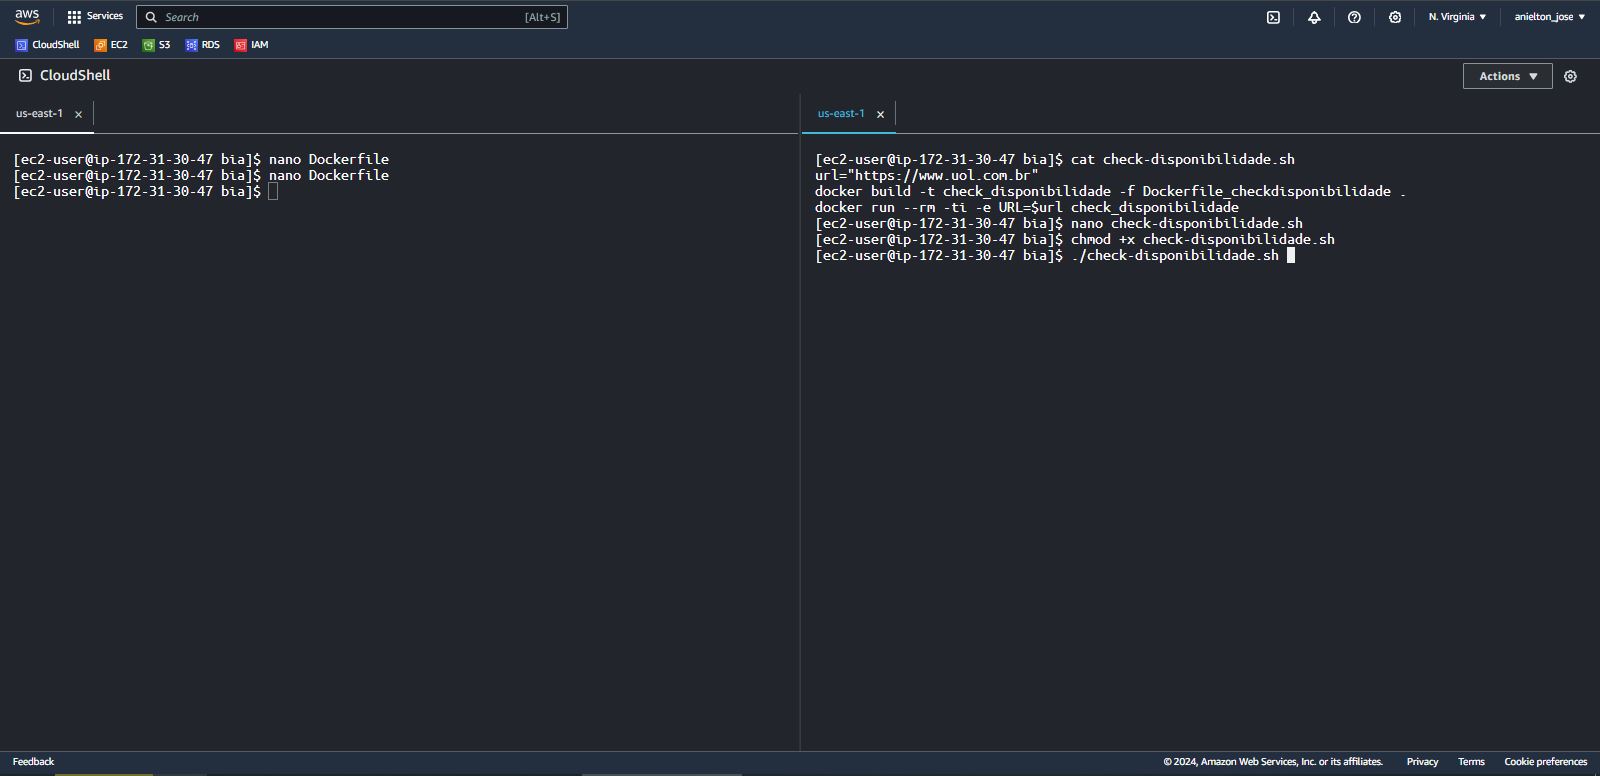 aws
Services
Search
[Alt+S]
N. Virginia
anielton_jose
CloudShell
EC2
S3
RDS
IAM
CloudShell
Actions
us-east-1
[ec2-user@ip-172-31-30-47 bia]$ nano Dockerfile
[ec2-user@ip-172-31-30-47 bia]$ nano Dockerfile
[ec2-user@ip-172-31-30-47 bia]$
us-east-1
[ec2-user@ip-172-31-30-47 bia]$ cat check-disponibilidade.sh
url="https://www.uol.com.br"
docker build -t check_disponibilidade -f Dockerfile_checkdisponibilidade .
docker run --rm -ti -e URL=$url check_disponibilidade
[ec2-user@ip-172-31-30-47 bia]$ nano check-disponibilidade.sh
[ec2-user@ip-172-31-30-47 bia]$ chmod +x check-disponibilidade.sh
[ec2-user@ip-172-31-30-47 bia]$ ./check-disponibilidade.sh
Feedback
© 2024, Amazon Web Services, Inc. or its affiliates.
Privacy
Terms
Cookie preferences